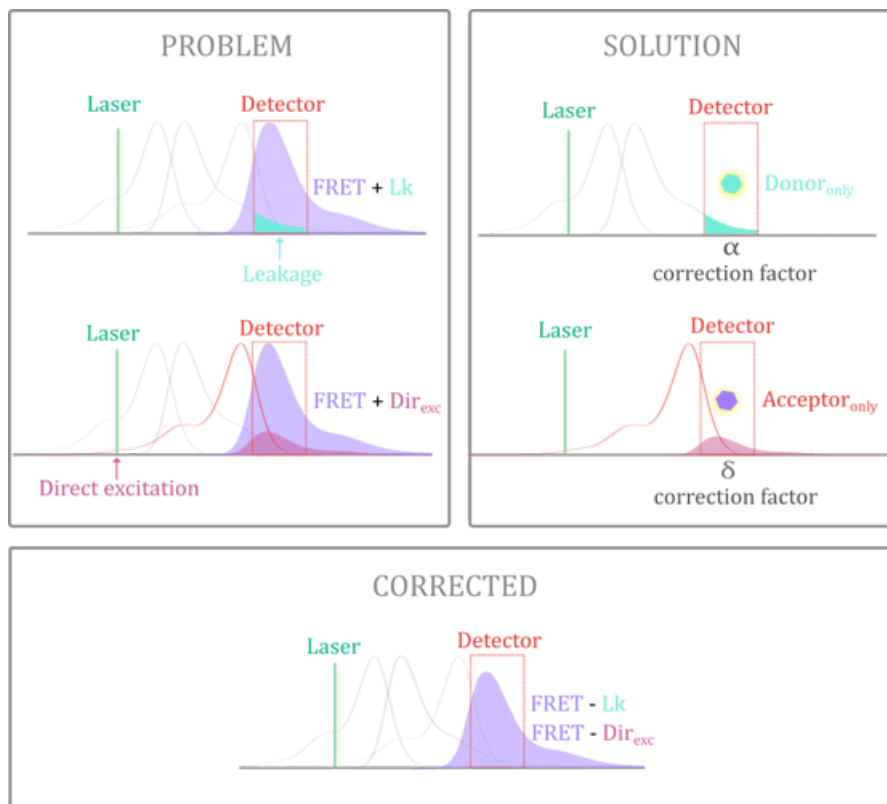 PROBLEM
Laser
Detector
FRET + Lk
Leakage
Laser
Detector
FRET + Direxc
Direct excitation
SOLUTION
Laser
Detector
Donoronly
α
correction factor
Laser
Detector
Acceptoronly
δ
correction factor
CORRECTED
Laser
Detector
FRET - Lk
FRET - Direxc